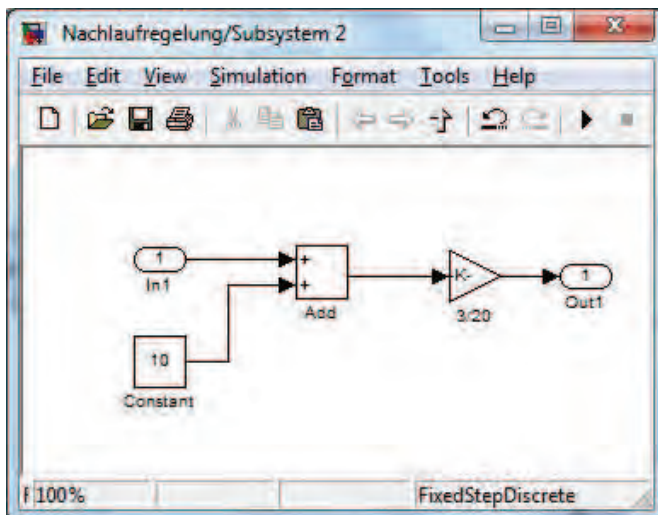 Nachlaufregelung/Subsystem 2
File Edit View Simulation Format Tools Help
1
In1
+
+
Add
K-
3/20
1
Out1
10
Constant
100%
FixedStepDiscrete